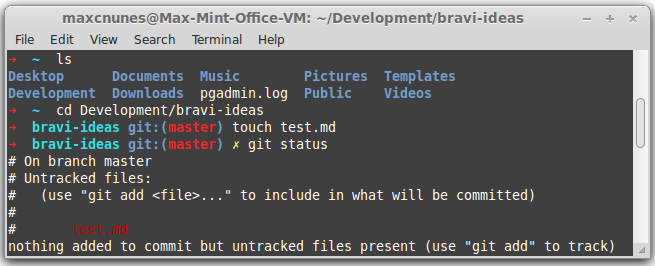 maxcnunes@Max-Mint-Office-VM: ~/Development/bravi-ideas
File Edit View Search Terminal Help
➜ ~ ls
Desktop Documents Music Pictures Templates
Development Downloads pgadmin.log Public Videos
➜ ~ cd Development/bravi-ideas
➜ bravi-ideas git:(master) touch test.md
➜ bravi-ideas git:(master) ✗ git status
# On branch master
# Untracked files:
#   (use "git add <file>..." to include in what will be committed)
#
#       test.md
nothing added to commit but untracked files present (use "git add" to track)